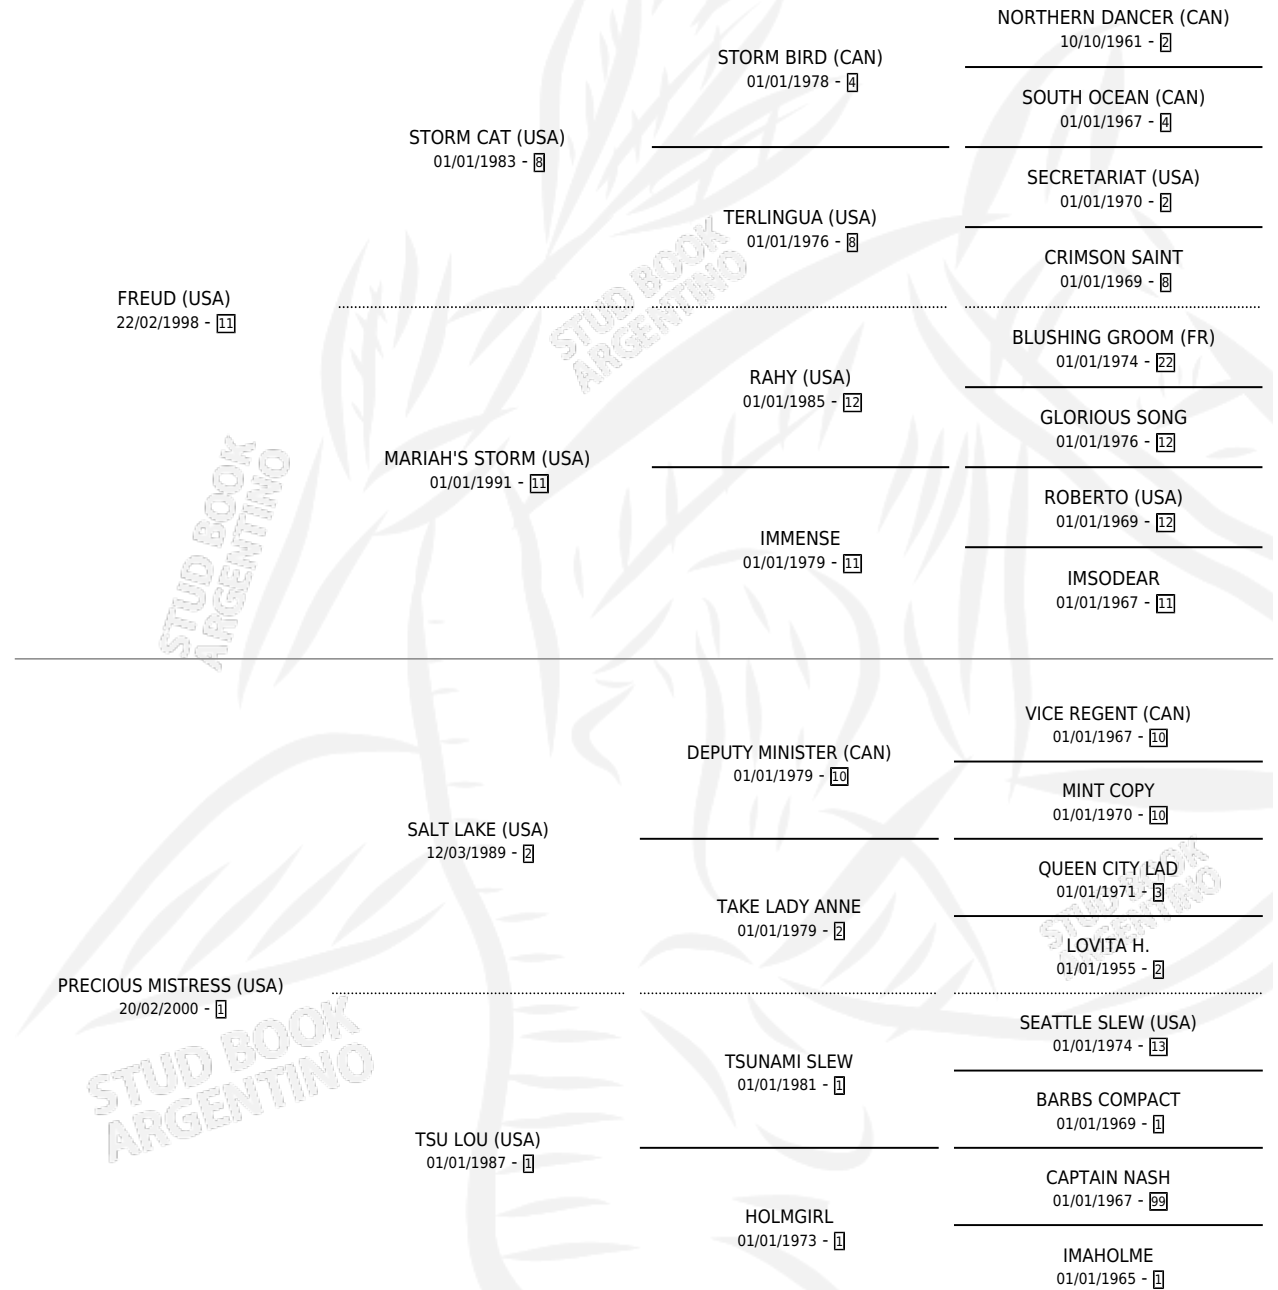 NORTHERN DANCER (CAN)
10/10/1961 - 2
STORM BIRD (CAN)
01/01/1978 - 4
SOUTH OCEAN (CAN)
01/01/1967 - 4
STORM CAT (USA)
01/01/1983 - 8
SECRETARIAT (USA)
01/01/1970 - 2
TERLINGUA (USA)
01/01/1976 - 8
CRIMSON SAINT
01/01/1969 - 8
FREUD (USA)
22/02/1998 - 11
BLUSHING GROOM (FR)
01/01/1974 - 22
RAHY (USA)
01/01/1985 - 12
GLORIOUS SONG
01/01/1976 - 12
MARIAH'S STORM (USA)
01/01/1991 - 11
ROBERTO (USA)
01/01/1969 - 12
IMMENSE
01/01/1979 - 11
IMSODEAR
01/01/1967 - 11
VICE REGENT (CAN)
01/01/1967 - 10
DEPUTY MINISTER (CAN)
01/01/1979 - 10
MINT COPY
01/01/1970 - 10
SALT LAKE (USA)
12/03/1989 - 2
QUEEN CITY LAD
01/01/1971 - 3
TAKE LADY ANNE
01/01/1979 - 2
LOVITA H.
01/01/1955 - 2
PRECIOUS MISTRESS (USA)
20/02/2000 - 1
SEATTLE SLEW (USA)
01/01/1974 - 13
TSUNAMI SLEW
01/01/1981 - 1
BARBS COMPACT
01/01/1969 - 1
TSU LOU (USA)
01/01/1987 - 1
CAPTAIN NASH
01/01/1967 - 99
HOLMGIRL
01/01/1973 - 1
IMAHOLME
01/01/1965 - 1
STUD BOOK
ARGENTINO
STUD BOOK
ARGENTINO
STUD BOOK
ARGENTINO
STUD BOOK
ARGENTINO